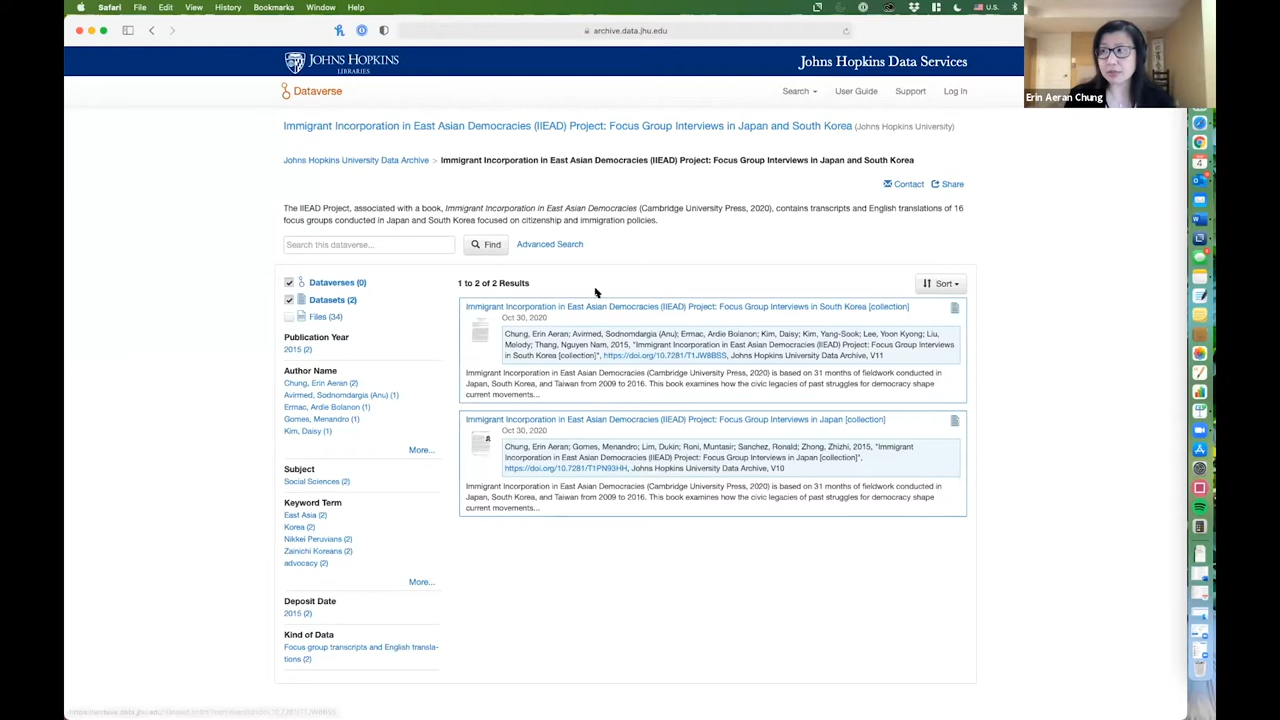 Safari File Edit View History Bookmarks Window Help
U.S.
archive.data.jhu.edu
JOHNS HOPKINS
LIBRARIES
Johns Hopkins Data Services
Dataverse
Search User Guide Support Log In
Erin Aeran Chung
Immigrant Incorporation in East Asian Democracies (IIEAD) Project: Focus Group Interviews in Japan and South Korea (Johns Hopkins University)
Johns Hopkins University Data Archive > Immigrant Incorporation in East Asian Democracies (IIEAD) Project: Focus Group Interviews in Japan and South Korea
Contact Share
The IIEAD Project, associated with a book, Immigrant Incorporation in East Asian Democracies (Cambridge University Press, 2020), contains transcripts and English translations of 16
focus groups conducted in Japan and South Korea focused on citizenship and immigration policies.
Search this dataverse... Find Advanced Search
Dataverses (0)
Datasets (2)
Files (34)
Publication Year
2015 (2)
Author Name
Chung, Erin Aeran (2)
Avirmed, Sodnomdargia (Anu) (1)
Ermac, Ardie Bolanon (1)
Gomes, Menandro (1)
Kim, Daisy (1)
More...
Subject
Social Sciences (2)
Keyword Term
East Asia (2)
Korea (2)
Nikkei Peruvians (2)
Zainichi Koreans (2)
advocacy (2)
More...
Deposit Date
2015 (2)
Kind of Data
Focus group transcripts and English transla-
tions (2)
1 to 2 of 2 Results
Sort
Immigrant Incorporation in East Asian Democracies (IIEAD) Project: Focus Group Interviews in South Korea [collection]
Oct 30, 2020
Chung, Erin Aeran; Avirmed, Sodnomdargia (Anu); Ermac, Ardie Bolanon; Kim, Daisy; Kim, Yang-Sook; Lee, Yoon Kyong; Liu,
Melody; Thang, Nguyen Nam, 2015, "Immigrant Incorporation in East Asian Democracies (IIEAD) Project: Focus Group Interviews
in South Korea [collection]", https://doi.org/10.7281/T1JW8BSS, Johns Hopkins University Data Archive, V11
Immigrant Incorporation in East Asian Democracies (Cambridge University Press, 2020) is based on 31 months of fieldwork conducted in
Japan, South Korea, and Taiwan from 2009 to 2016. This book examines how the civic legacies of past struggles for democracy shape
current movements...
Immigrant Incorporation in East Asian Democracies (IIEAD) Project: Focus Group Interviews in Japan [collection]
Oct 30, 2020
Chung, Erin Aeran; Gomes, Menandro; Lim, Dukin; Roni, Muntasir; Sanchez, Ronald; Zhong, Zhizhi, 2015, "Immigrant
Incorporation in East Asian Democracies (IIEAD) Project: Focus Group Interviews in Japan [collection]",
https://doi.org/10.7281/T1PN93HH, Johns Hopkins University Data Archive, V10
Immigrant Incorporation in East Asian Democracies (Cambridge University Press, 2020) is based on 31 months of fieldwork conducted in
Japan, South Korea, and Taiwan from 2009 to 2016. This book examines how the civic legacies of past struggles for democracy shape
current movements...